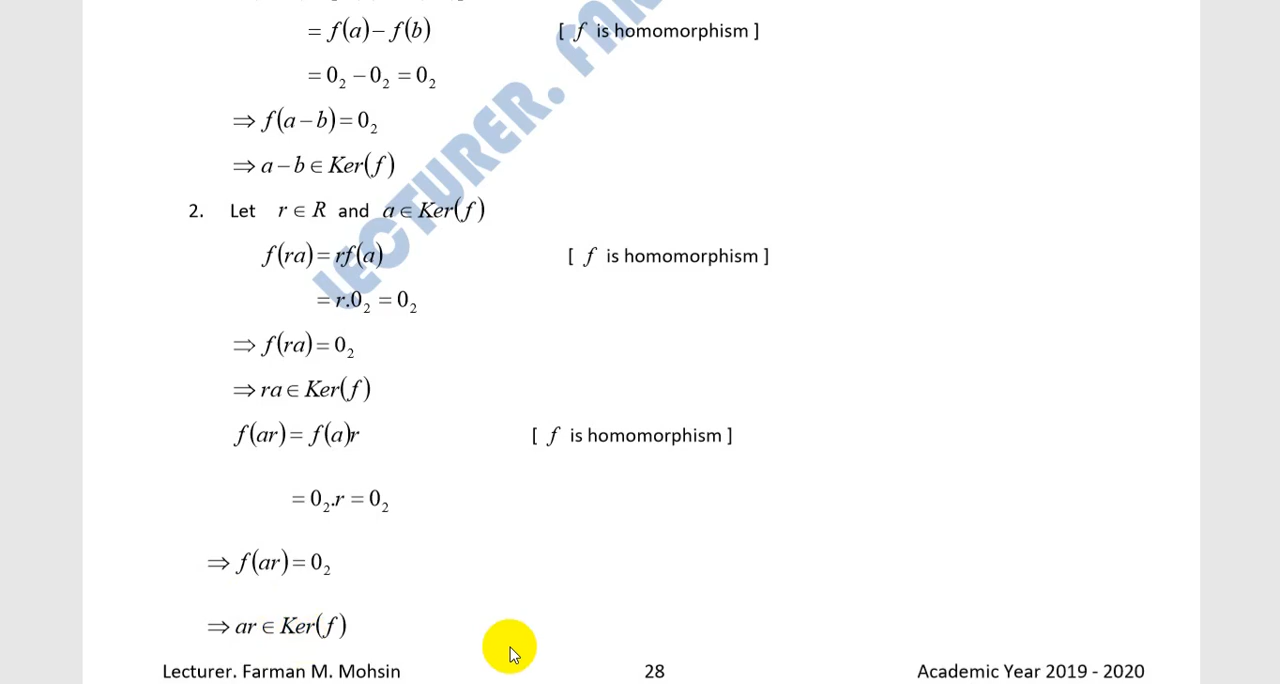 = f(a) − f(b) [ f is homomorphism ]
= 0₂ − 0₂ = 0₂
⇒ f(a − b) = 0₂
⇒ a − b ∈ Ker(f)
2. Let r ∈ R and a ∈ Ker(f)
f(ra) = rf(a) [ f is homomorphism ]
= r.0₂ = 0₂
⇒ f(ra) = 0₂
⇒ ra ∈ Ker(f)
f(ar) = f(a)r [ f is homomorphism ]
= 0₂.r = 0₂
⇒ f(ar) = 0₂
⇒ ar ∈ Ker(f)
LECTURER.
Lecturer. Farman M. Mohsin 28 Academic Year 2019 - 2020